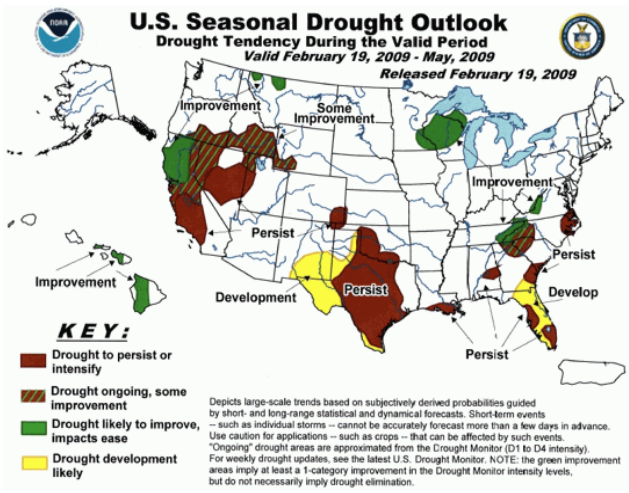 NOAA
U.S. Seasonal Drought Outlook
Drought Tendency During the Valid Period
Valid February 19, 2009 - May, 2009
Released February 19, 2009
Improvement
Some
Improvement
Improvement
Persist
Persist
Improvement
Development
Persist
Develop
Persist
KEY:
Drought to persist or
intensify
Drought ongoing, some
improvement
Drought likely to improve,
impacts ease
Drought development
likely
Depicts large-scale trends based on subjectively derived probabilities guided
by short- and long-range statistical and dynamical forecasts. Short-term events
-- such as individual storms -- cannot be accurately forecast more than a few days in advance.
Use caution for applications -- such as crops -- that can be affected by such events.
"Ongoing" drought areas are approximated from the Drought Monitor (D1 to D4 intensity).
For weekly drought updates, see the latest U.S. Drought Monitor. NOTE: the green improvement
areas imply at least a 1-category improvement in the Drought Monitor intensity levels,
but do not necessarily imply drought elimination.